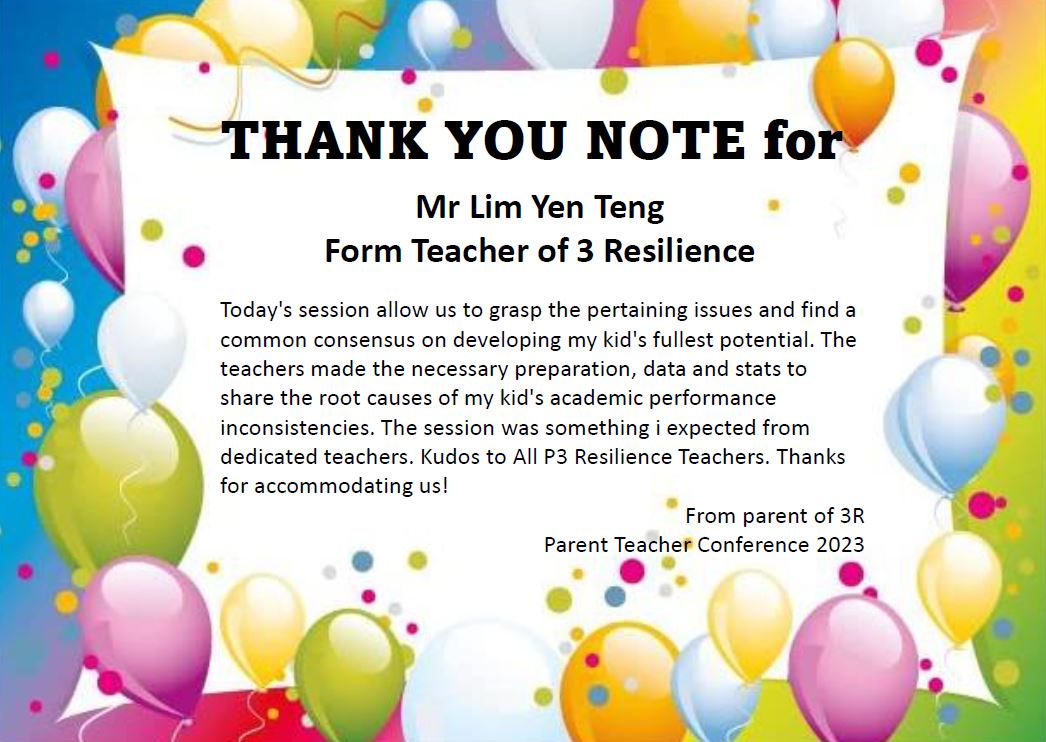 THANK YOU NOTE for
Mr Lim Yen Teng
Form Teacher of 3 Resilience
Today's session allow us to grasp the pertaining issues and find a
common consensus on developing my kid's fullest potential. The
teachers made the necessary preparation, data and stats to
share the root causes of my kid's academic performance
inconsistencies. The session was something i expected from
dedicated teachers. Kudos to All P3 Resilience Teachers. Thanks
for accommodating us!
From parent of 3R
Parent Teacher Conference 2023